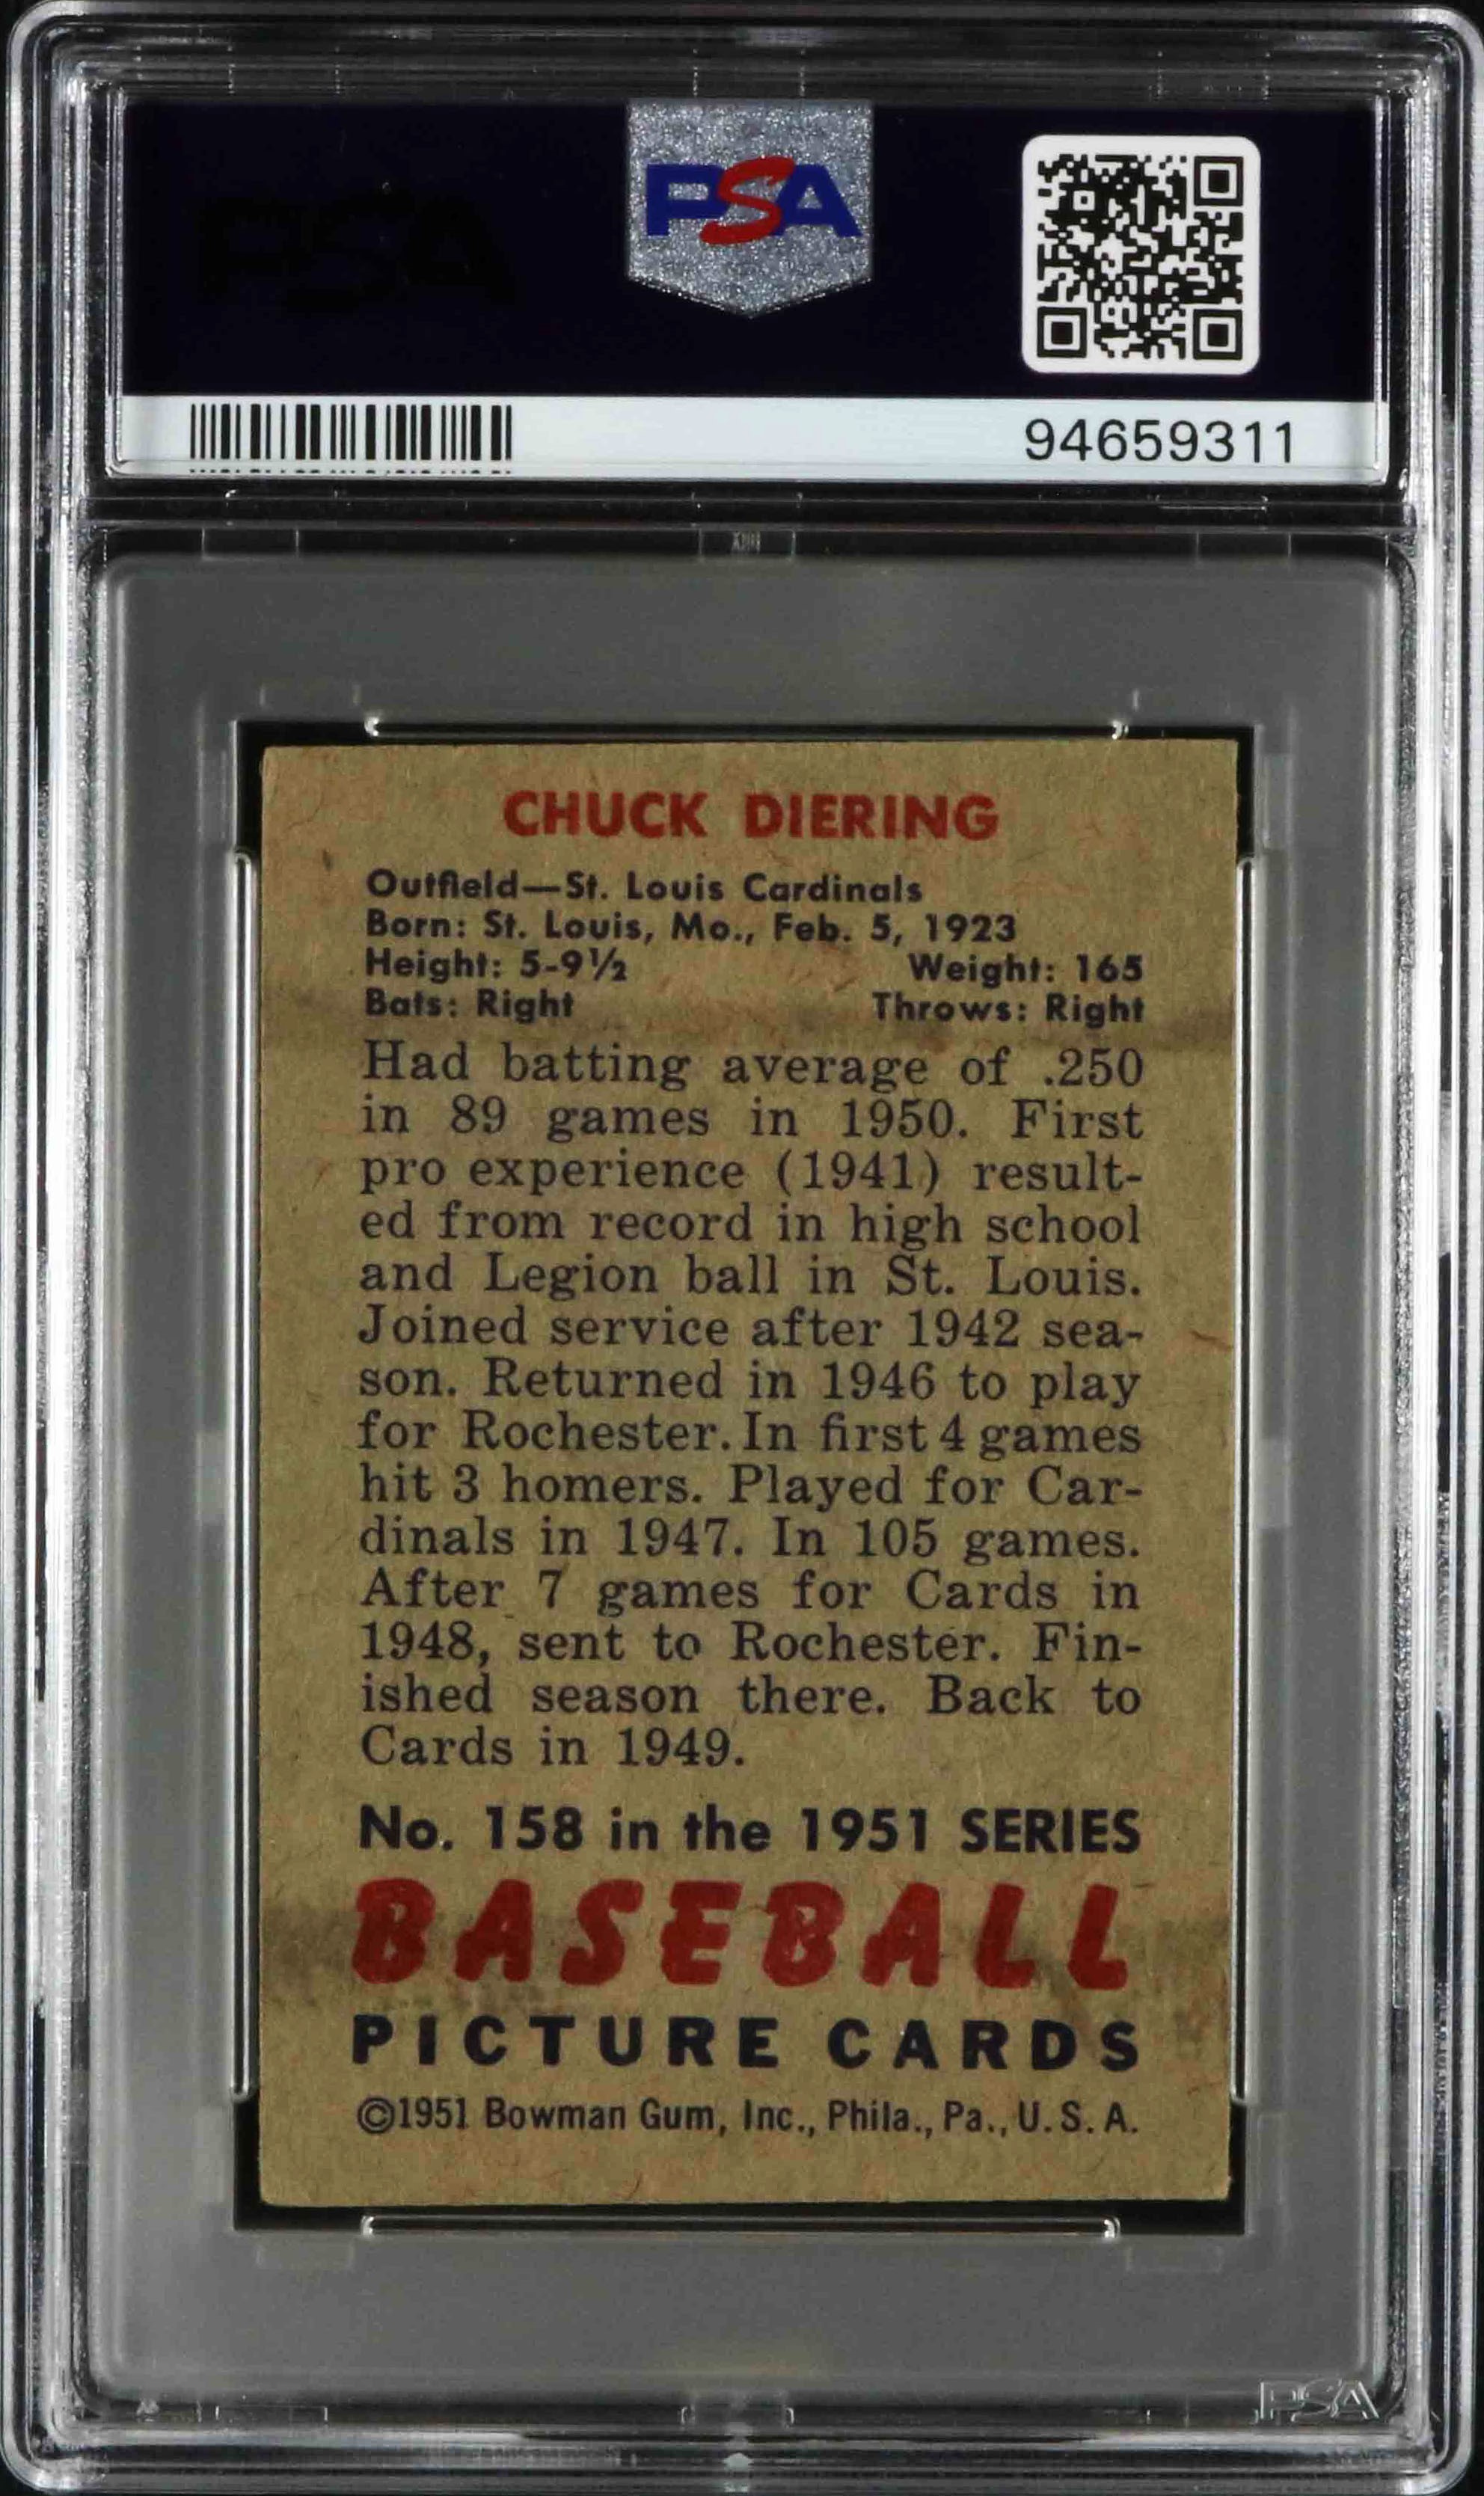 PSA
PSA
94659311
CHUCK DIERING
Outfield—St. Louis Cardinals
Born: St. Louis, Mo., Feb. 5, 1923
Height: 5-9½ Weight: 165
Bats: Right Throws: Right
Had batting average of .250
in 89 games in 1950. First
pro experience (1941) result-
ed from record in high school
and Legion ball in St. Louis.
Joined service after 1942 sea-
son. Returned in 1946 to play
for Rochester. In first 4 games
hit 3 homers. Played for Car-
dinals in 1947. In 105 games.
After 7 games for Cards in
1948, sent to Rochester. Fin-
ished season there. Back to
Cards in 1949.
No. 158 in the 1951 SERIES
BASEBALL
PICTURE CARDS
©1951 Bowman Gum, Inc., Phila., Pa., U. S. A.
PSA